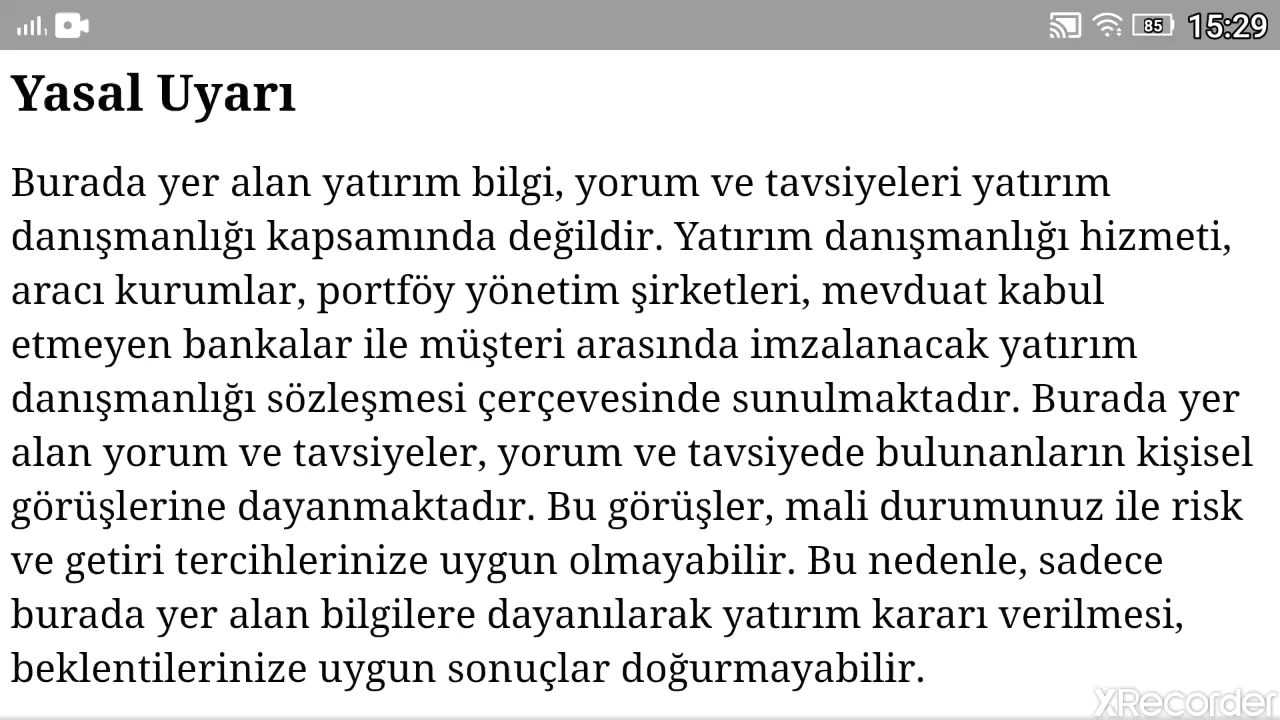 85 15:29
Yasal Uyarı
Burada yer alan yatırım bilgi, yorum ve tavsiyeleri yatırım
danışmanlığı kapsamında değildir. Yatırım danışmanlığı hizmeti,
aracı kurumlar, portföy yönetim şirketleri, mevduat kabul
etmeyen bankalar ile müşteri arasında imzalanacak yatırım
danışmanlığı sözleşmesi çerçevesinde sunulmaktadır. Burada yer
alan yorum ve tavsiyeler, yorum ve tavsiyede bulunanların kişisel
görüşlerine dayanmaktadır. Bu görüşler, mali durumunuz ile risk
ve getiri tercihlerinize uygun olmayabilir. Bu nedenle, sadece
burada yer alan bilgilere dayanılarak yatırım kararı verilmesi,
beklentilerinize uygun sonuçlar doğurmayabilir.
XRecorder